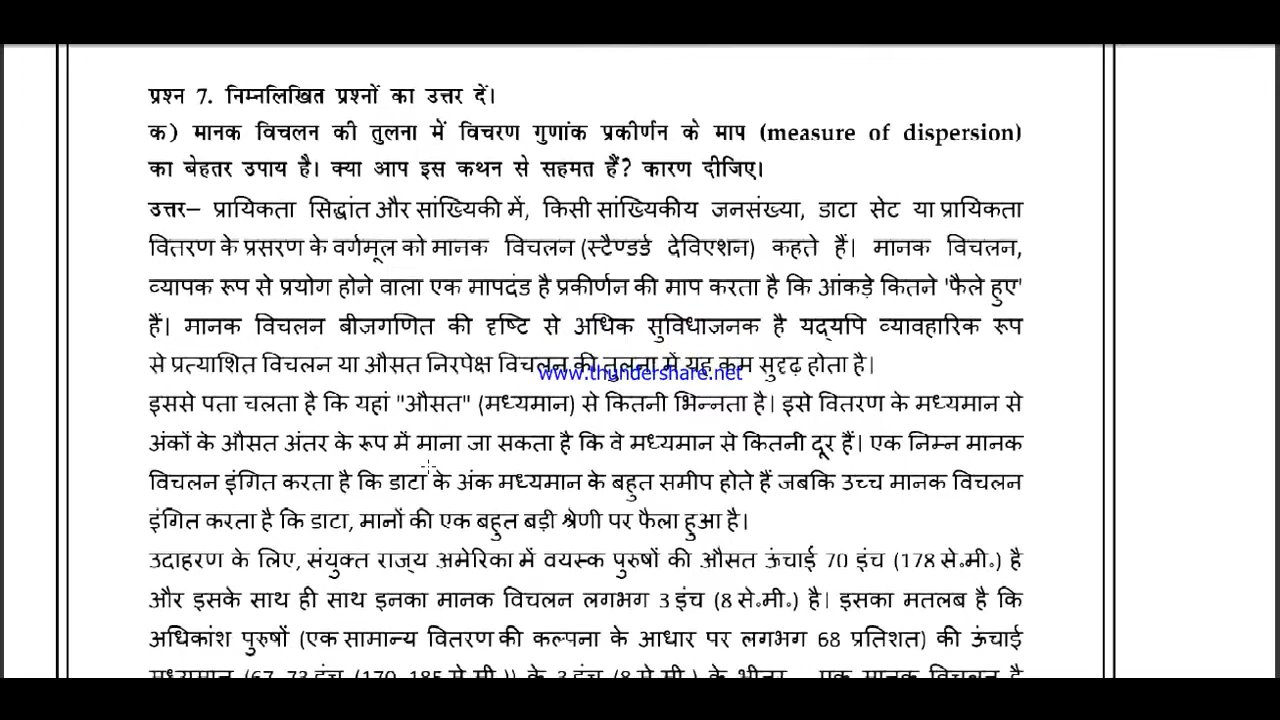 प्रश्न 7. निम्नलिखित प्रश्नों का उत्तर दें।
क) मानक विचलन की तुलना में विचरण गुणांक प्रकीर्णन के माप (measure of dispersion)
का बेहतर उपाय है। क्या आप इस कथन से सहमत हैं? कारण दीजिए।
उत्तर– प्रायिकता सिद्धांत और सांख्यिकी में, किसी सांख्यिकीय जनसंख्या, डाटा सेट या प्रायिकता
वितरण के प्रसरण के वर्गमूल को मानक विचलन (स्टैण्डर्ड देविएशन) कहते हैं। मानक विचलन,
व्यापक रूप से प्रयोग होने वाला एक मापदंड है प्रकीर्णन की माप करता है कि आंकड़े कितने 'फैले हुए'
हैं। मानक विचलन बीज़गणित की दृष्टि से अधिक सुविधाज़नक है यद्यपि व्यावहारिक रूप
से प्रत्याशित विचलन या औसत निरपेक्ष विचलन की तुलना में यह कम सुदृढ़ होता है।
www.thundershare.net
इससे पता चलता है कि यहां "औसत" (मध्यमान) से कितनी भिन्नता है। इसे वितरण के मध्यमान से
अंकों के औसत अंतर के रूप में माना जा सकता है कि वे मध्यमान से कितनी दूर हैं। एक निम्न मानक
विचलन इंगित करता है कि डाटा के अंक मध्यमान के बहुत समीप होते हैं जबकि उच्च मानक विचलन
इंगित करता है कि डाटा, मानों की एक बहुत बड़ी श्रेणी पर फैला हुआ है।
उदाहरण के लिए, संयुक्त राज्य अमेरिका में वयस्क पुरुषों की औसत ऊंचाई 70 इंच (178 से॰मी॰) है
और इसके साथ ही साथ इनका मानक विचलन लगभग 3 इंच (8 से॰मी॰) है। इसका मतलब है कि
अधिकांश पुरुषों (एक सामान्य वितरण की कल्पना के आधार पर लगभग 68 प्रतिशत) की ऊंचाई